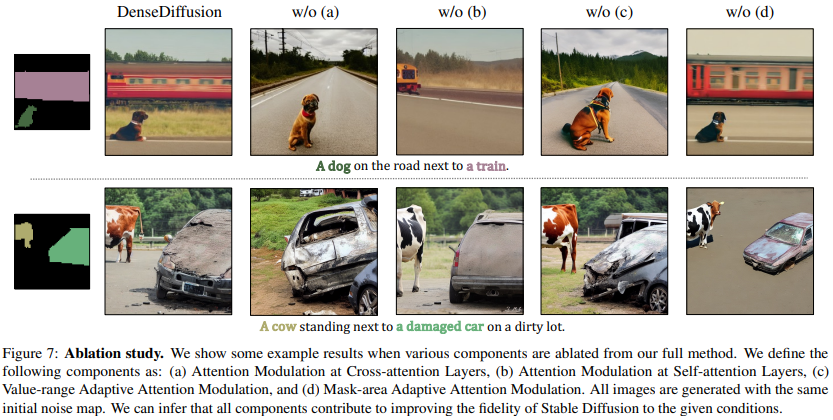 DenseDiffusion w/o (a) w/o (b) w/o (c) w/o (d)
A dog on the road next to a train.
A cow standing next to a damaged car on a dirty lot.
Figure 7: Ablation study. We show some example results when various components are ablated from our full method. We define the
following components as: (a) Attention Modulation at Cross-attention Layers, (b) Attention Modulation at Self-attention Layers, (c)
Value-range Adaptive Attention Modulation, and (d) Mask-area Adaptive Attention Modulation. All images are generated with the same
initial noise map. We can infer that all components contribute to improving the fidelity of Stable Diffusion to the given conditions.